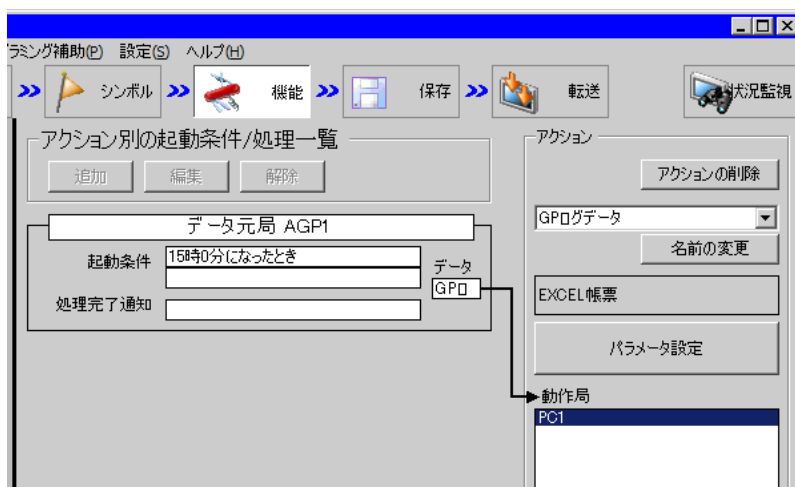 ラミング補助(P) 設定(S) ヘルプ(H)
シンボル 機能 保存 転送 状況監視
アクション別の起動条件/処理一覧
追加 編集 解除
データ元局 AGP1
起動条件 15時0分になったとき
データ
GPロ
処理完了通知
アクション
アクションの削除
GPログデータ
名前の変更
EXCEL帳票
パラメータ設定
動作局
PC1